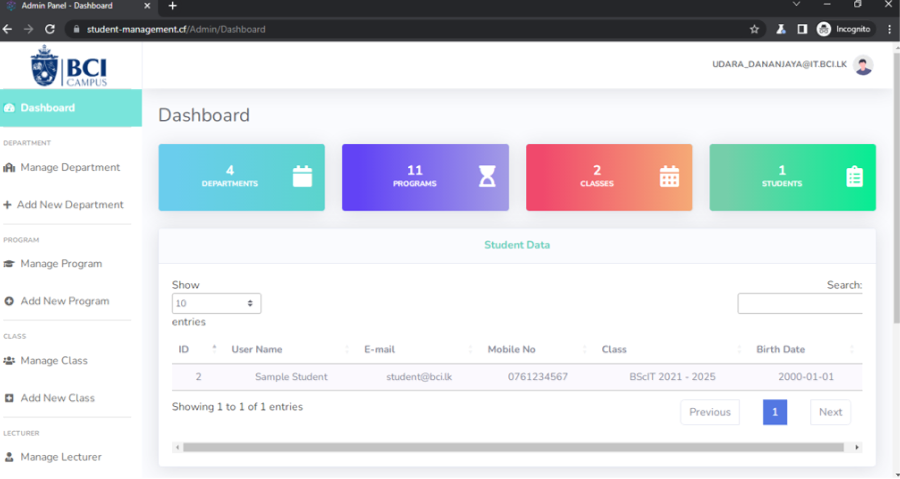 Admin Panel - Dashboard
student-management.cf/Admin/Dashboard
Incognito
BCI
CAMPUS
UDARA_DANANJAYA@IT.BCI.LK
Dashboard
DEPARTMENT
Manage Department
Add New Department
PROGRAM
Manage Program
Add New Program
CLASS
Manage Class
Add New Class
LECTURER
Manage Lecturer
Dashboard
4
DEPARTMENTS
11
PROGRAMS
2
CLASSES
1
STUDENTS
Student Data
Show
10
entries
Search:
ID User Name E-mail Mobile No Class Birth Date
2 Sample Student student@bci.lk 0761234567 BScIT 2021 - 2025 2000-01-01
Showing 1 to 1 of 1 entries
Previous 1 Next